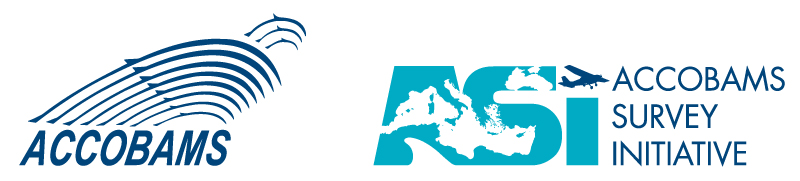 ACCOBAMS
ASI
ACCOBAMS
SURVEY
INITIATIVE